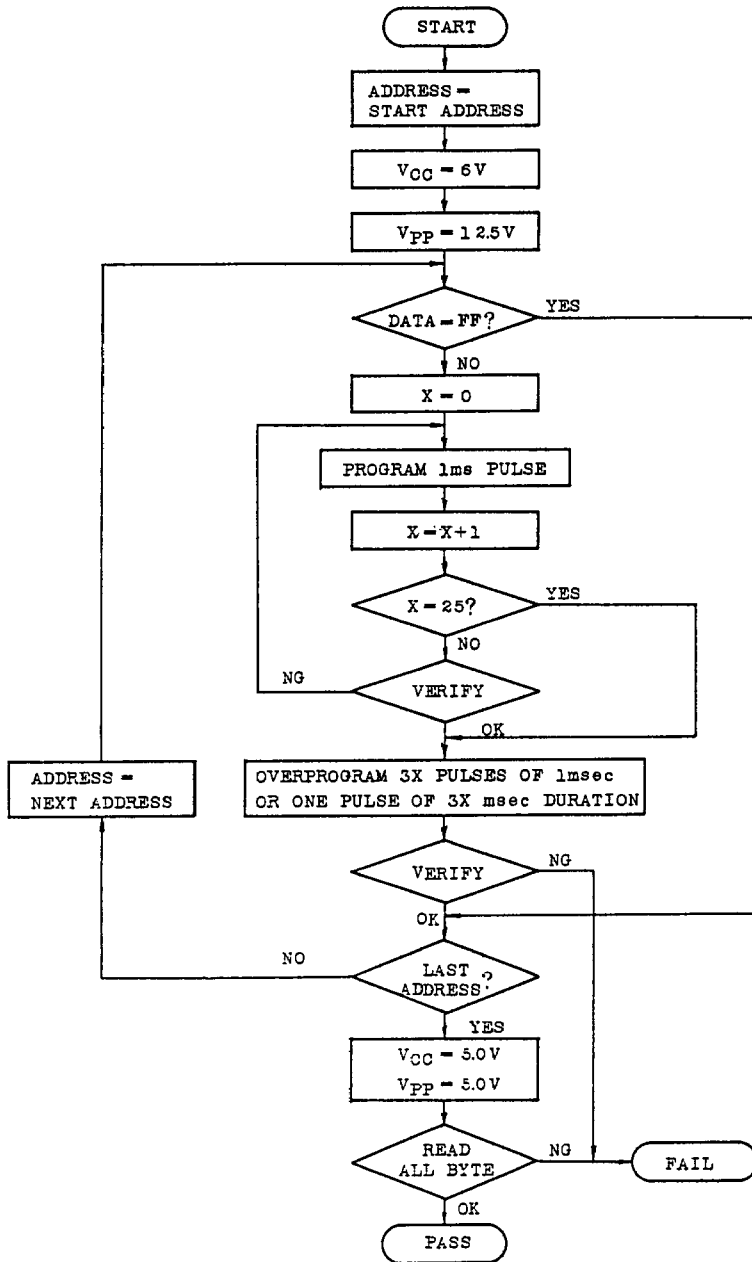 START
ADDRESS =
START ADDRESS
VCC = 6V
VPP = 12.5V
DATA = FF?
YES
NO
X = 0
PROGRAM 1ms PULSE
X = X+1
X = 25?
YES
NO
NG
VERIFY
OK
ADDRESS =
NEXT ADDRESS
OVERPROGRAM 3X PULSES OF 1msec
OR ONE PULSE OF 3X msec DURATION
VERIFY
NG
OK
NO
LAST
ADDRESS?
YES
VCC = 5.0V
VPP = 5.0V
READ
ALL BYTE
NG
FAIL
OK
PASS